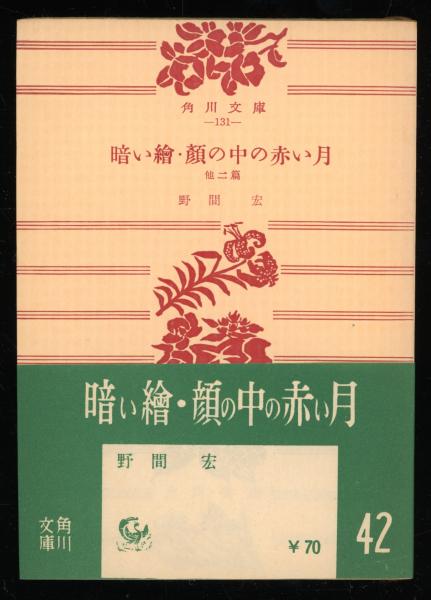 角川文庫
—131—
暗い繪・顏の中の赤い月
他二篇
野間 宏
暗い繪・顔の中の赤い月
野間 宏
角川文庫
¥70
42